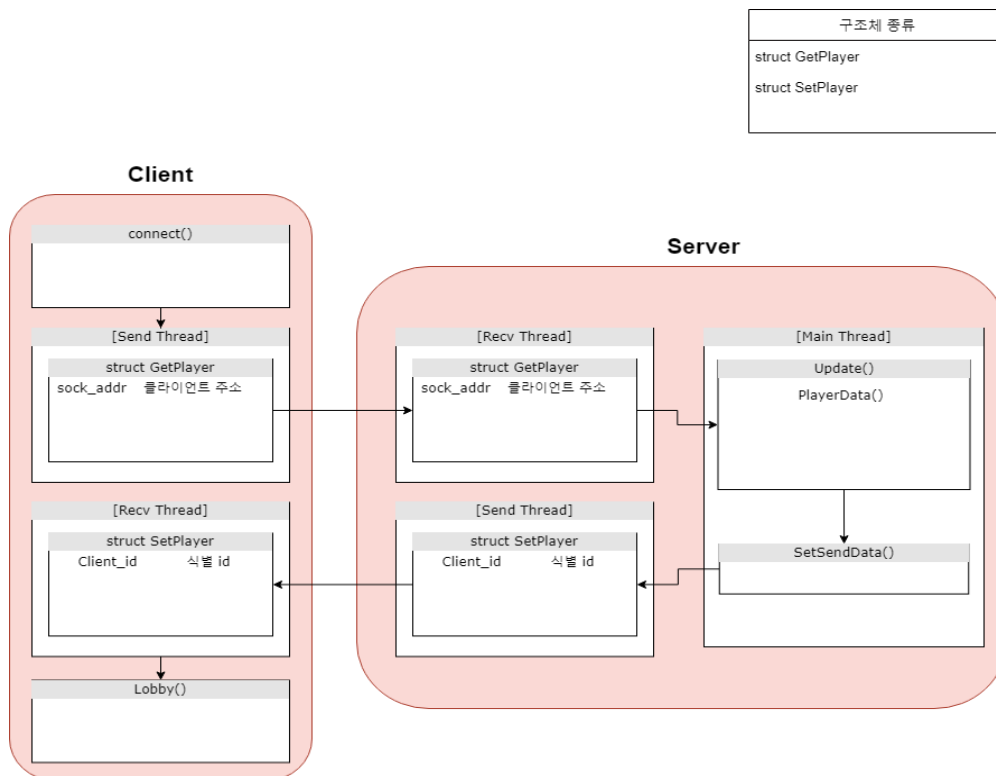 구조체 종류
struct GetPlayer
struct SetPlayer
Client
connect()
[Send Thread]
struct GetPlayer
sock_addr 클라이언트 주소
[Recv Thread]
struct SetPlayer
Client_id 식별 id
Lobby()
Server
[Recv Thread]
struct GetPlayer
sock_addr 클라이언트 주소
[Send Thread]
struct SetPlayer
Client_id 식별 id
[Main Thread]
Update()
PlayerData()
SetSendData()